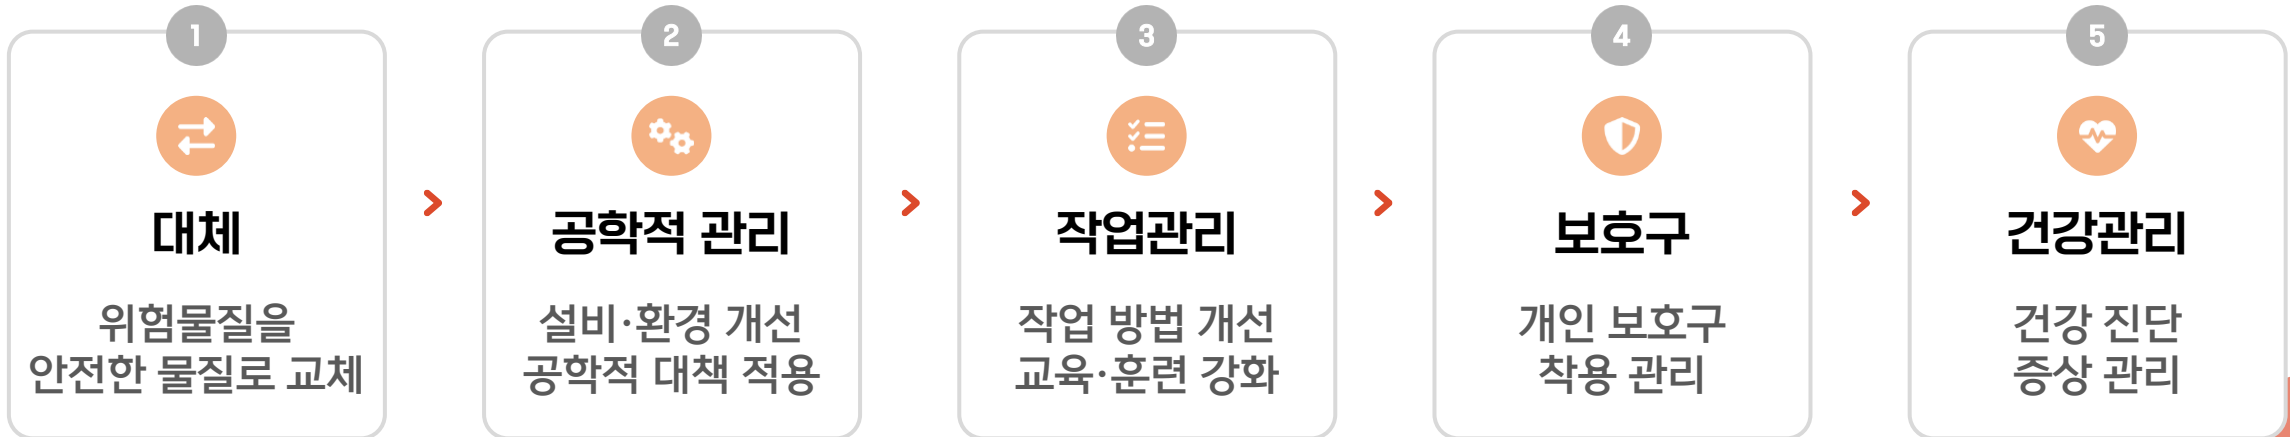 1
대체
위험물질을
안전한 물질로 교체
2
공학적 관리
설비·환경 개선
공학적 대책 적용
3
작업관리
작업 방법 개선
교육·훈련 강화
4
보호구
개인 보호구
착용 관리
5
건강관리
건강 진단
증상 관리